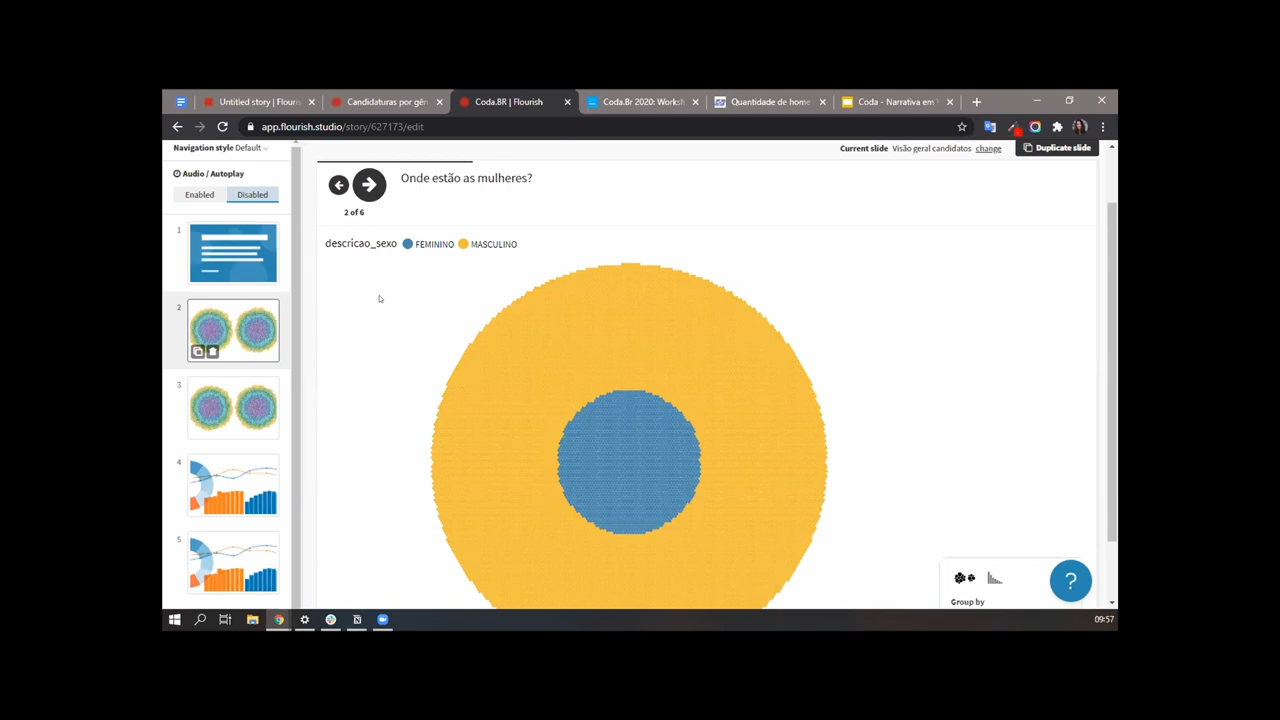 Untitled story | Flouris
Candidaturas por gên
Coda.BR | Flourish
Coda.Br 2020: Worksh
Quantidade de home
Coda - Narrativa em
app.flourish.studio/story/627173/edit
Navigation style Default
Current slide Visão geral candidatos change
Duplicate slide
Audio / Autoplay
Enabled
Disabled
Onde estão as mulheres?
2 of 6
descricao_sexo FEMININO MASCULINO
1
2
3
4
5
?
Group by
09:57